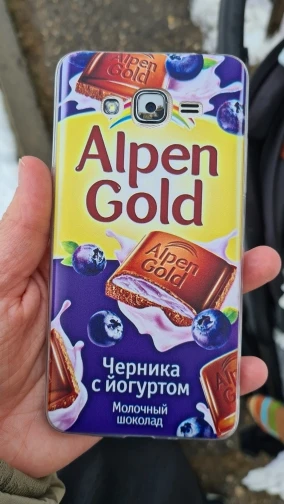 Alpen
Gold
Alpen
Gold
Alpen
Gold
Черника
с йогуртом
Молочный
шоколад